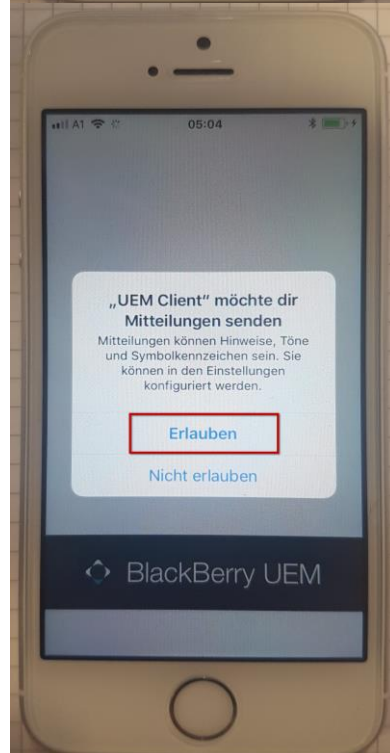 A1 05:04
„UEM Client“ möchte dir
Mitteilungen senden
Mitteilungen können Hinweise, Töne
und Symbolkennzeichen sein. Sie
können in den Einstellungen
konfiguriert werden.
Erlauben
Nicht erlauben
BlackBerry UEM